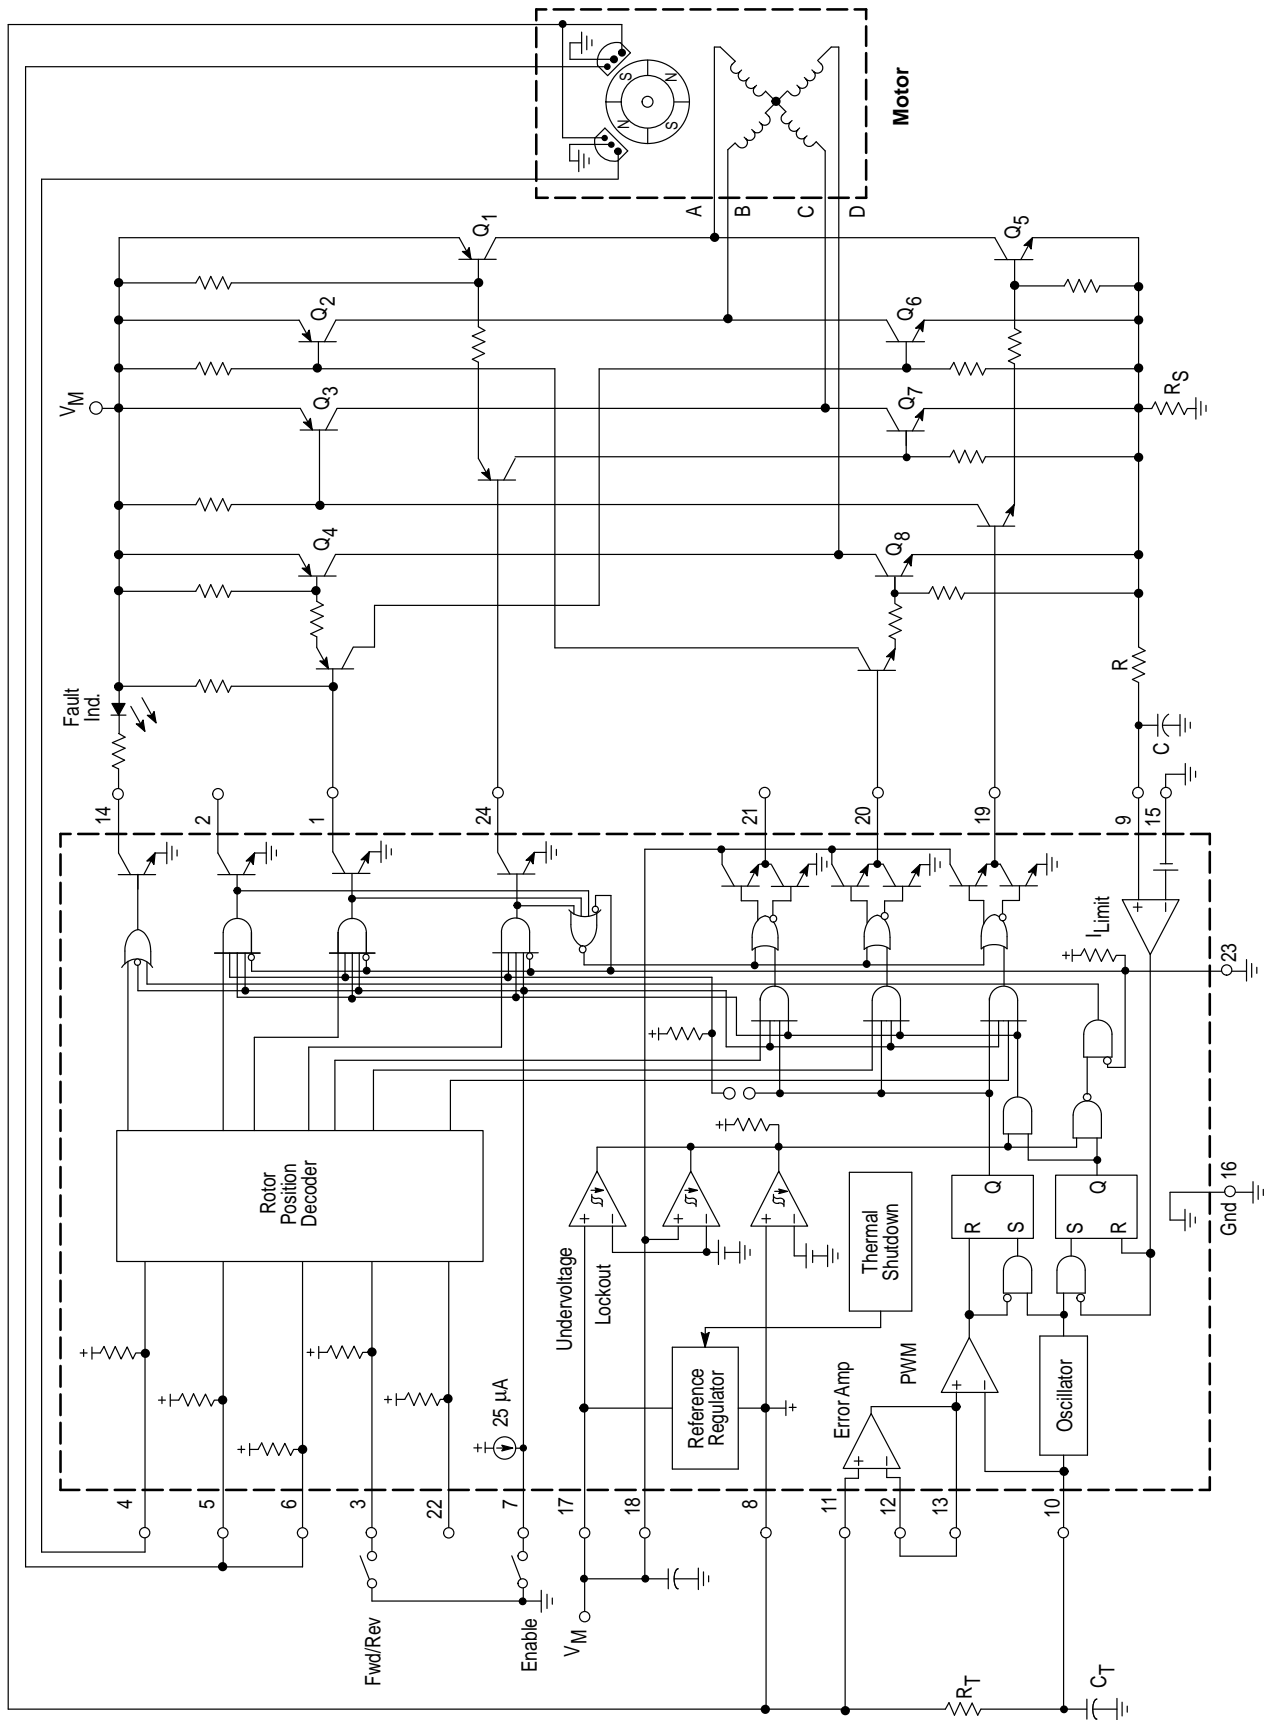 Motor
S
N
N
S
A
B
C
D
Q1
Q5
Q2
Q6
VM
Q3
Q7
RS
Q4
Q8
Fault
Ind.
R
C
14
2
1
24
21
20
19
9
15
ILimit
23
Rotor
Position
Decoder
Undervoltage
Lockout
Thermal
Shutdown
Reference
Regulator
Error Amp
PWM
Oscillator
R
Q
S
S
Q
R
Gnd
16
25 µA
+
+
+
+
+
+
+
+
+
+
+
−
+
−
+
−
+
−
+
−
+
−
4
5
6
3
22
7
17
18
8
11
12
13
10
Fwd/Rev
Enable
VM
RT
CT